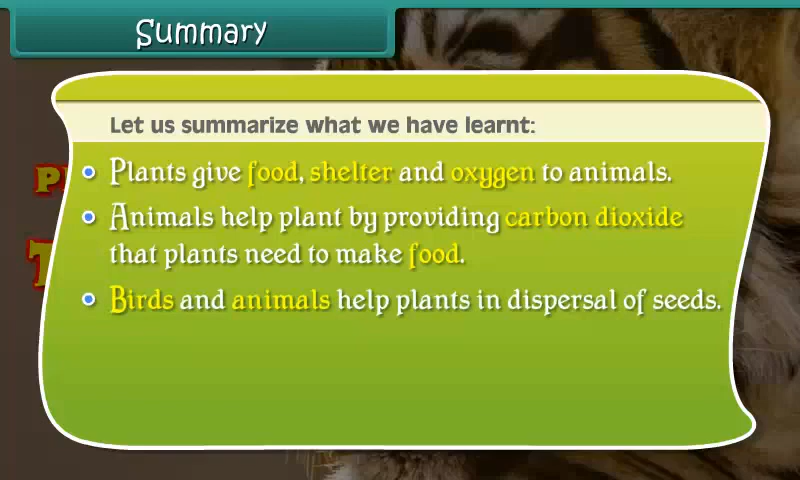 Summary
Let us summarize what we have learnt:
Plants give food, shelter and oxygen to animals.
Animals help plant by providing carbon dioxide
that plants need to make food.
Birds and animals help plants in dispersal of seeds.